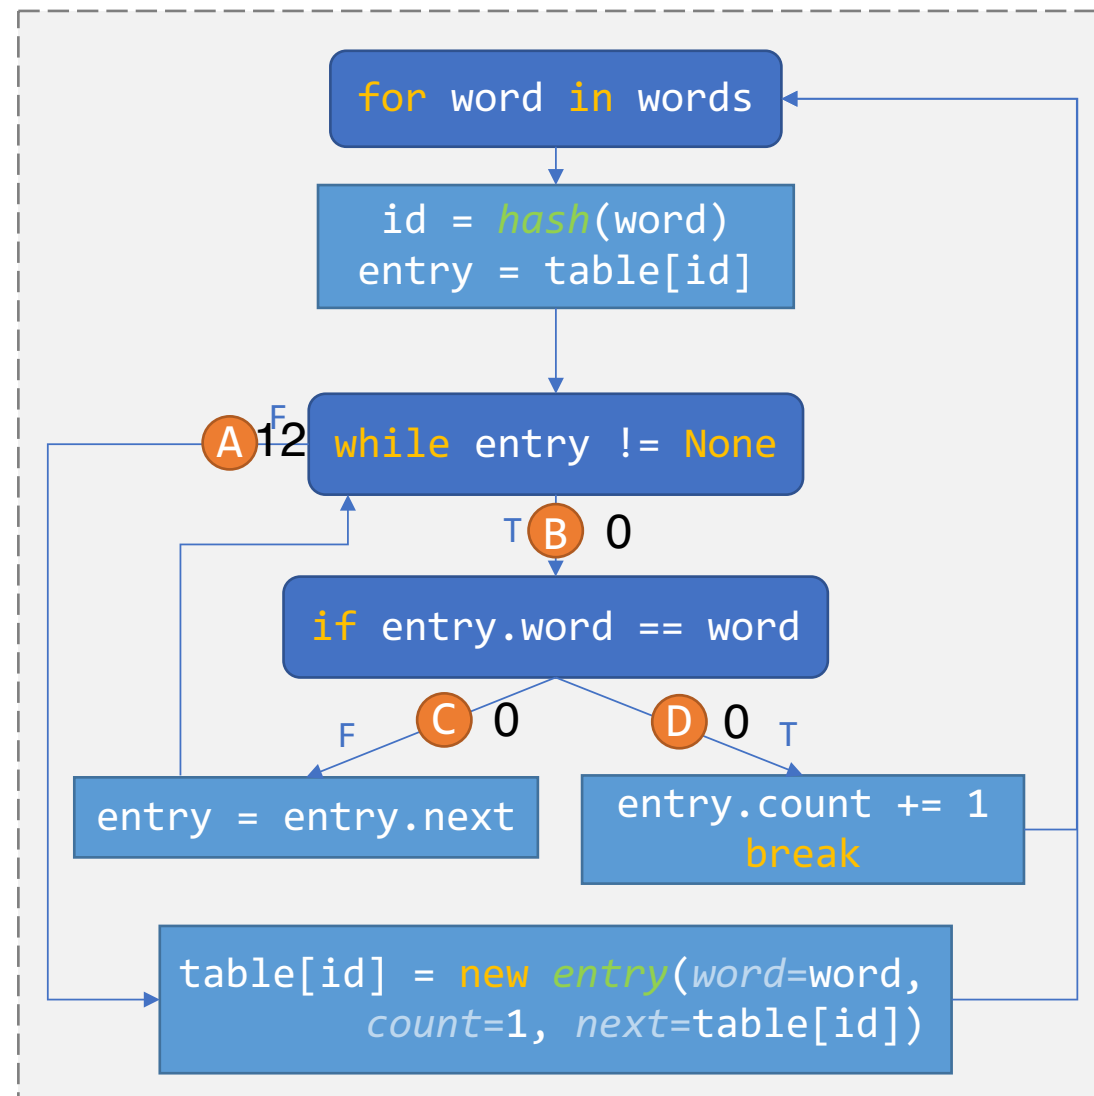 for word in words
id = hash(word)
entry = table[id]
F
A 12
while entry != None
T B 0
if entry.word == word
C 0
D 0
F
T
entry = entry.next
entry.count += 1
break
table[id] = new entry(word=word,
count=1, next=table[id])